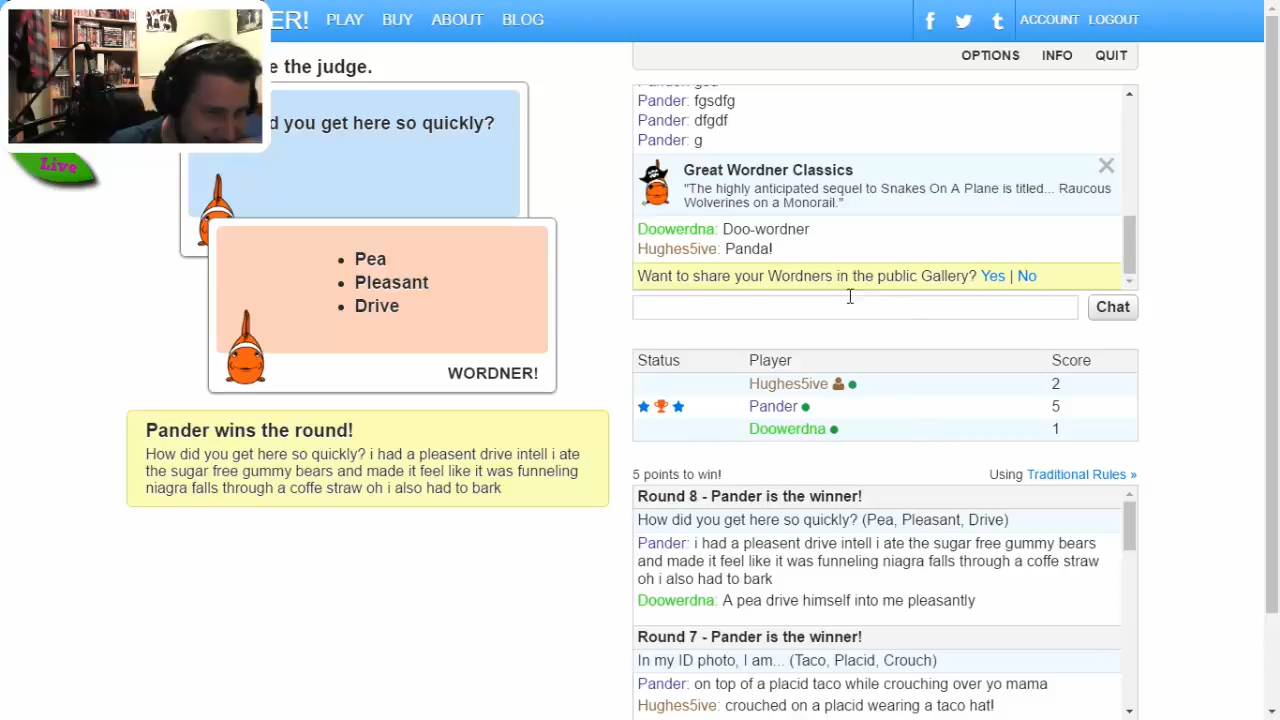 ER! PLAY BUY ABOUT BLOG
ACCOUNT LOGOUT
e the judge.
OPTIONS INFO QUIT
d you get here so quickly?
Live
Pea
Pleasant
Drive
WORDNER!
Pander wins the round!
How did you get here so quickly? i had a pleasent drive intell i ate
the sugar free gummy bears and made it feel like it was funneling
niagra falls through a coffe straw oh i also had to bark
Pander: fgsdfg
Pander: dfgdf
Pander: g
Great Wordner Classics
"The highly anticipated sequel to Snakes On A Plane is titled... Raucous
Wolverines on a Monorail."
Doowerdna: Doo-wordner
Hughes5ive: Panda!
Want to share your Wordners in the public Gallery? Yes | No
Chat
Status Player Score
Hughes5ive 2
Pander 5
Doowerdna 1
5 points to win! Using Traditional Rules »
Round 8 - Pander is the winner!
How did you get here so quickly? (Pea, Pleasant, Drive)
Pander: i had a pleasent drive intell i ate the sugar free gummy bears
and made it feel like it was funneling niagra falls through a coffe straw
oh i also had to bark
Doowerdna: A pea drive himself into me pleasantly
Round 7 - Pander is the winner!
In my ID photo, I am... (Taco, Placid, Crouch)
Pander: on top of a placid taco while crouching over yo mama
Hughes5ive: crouched on a placid wearing a taco hat!